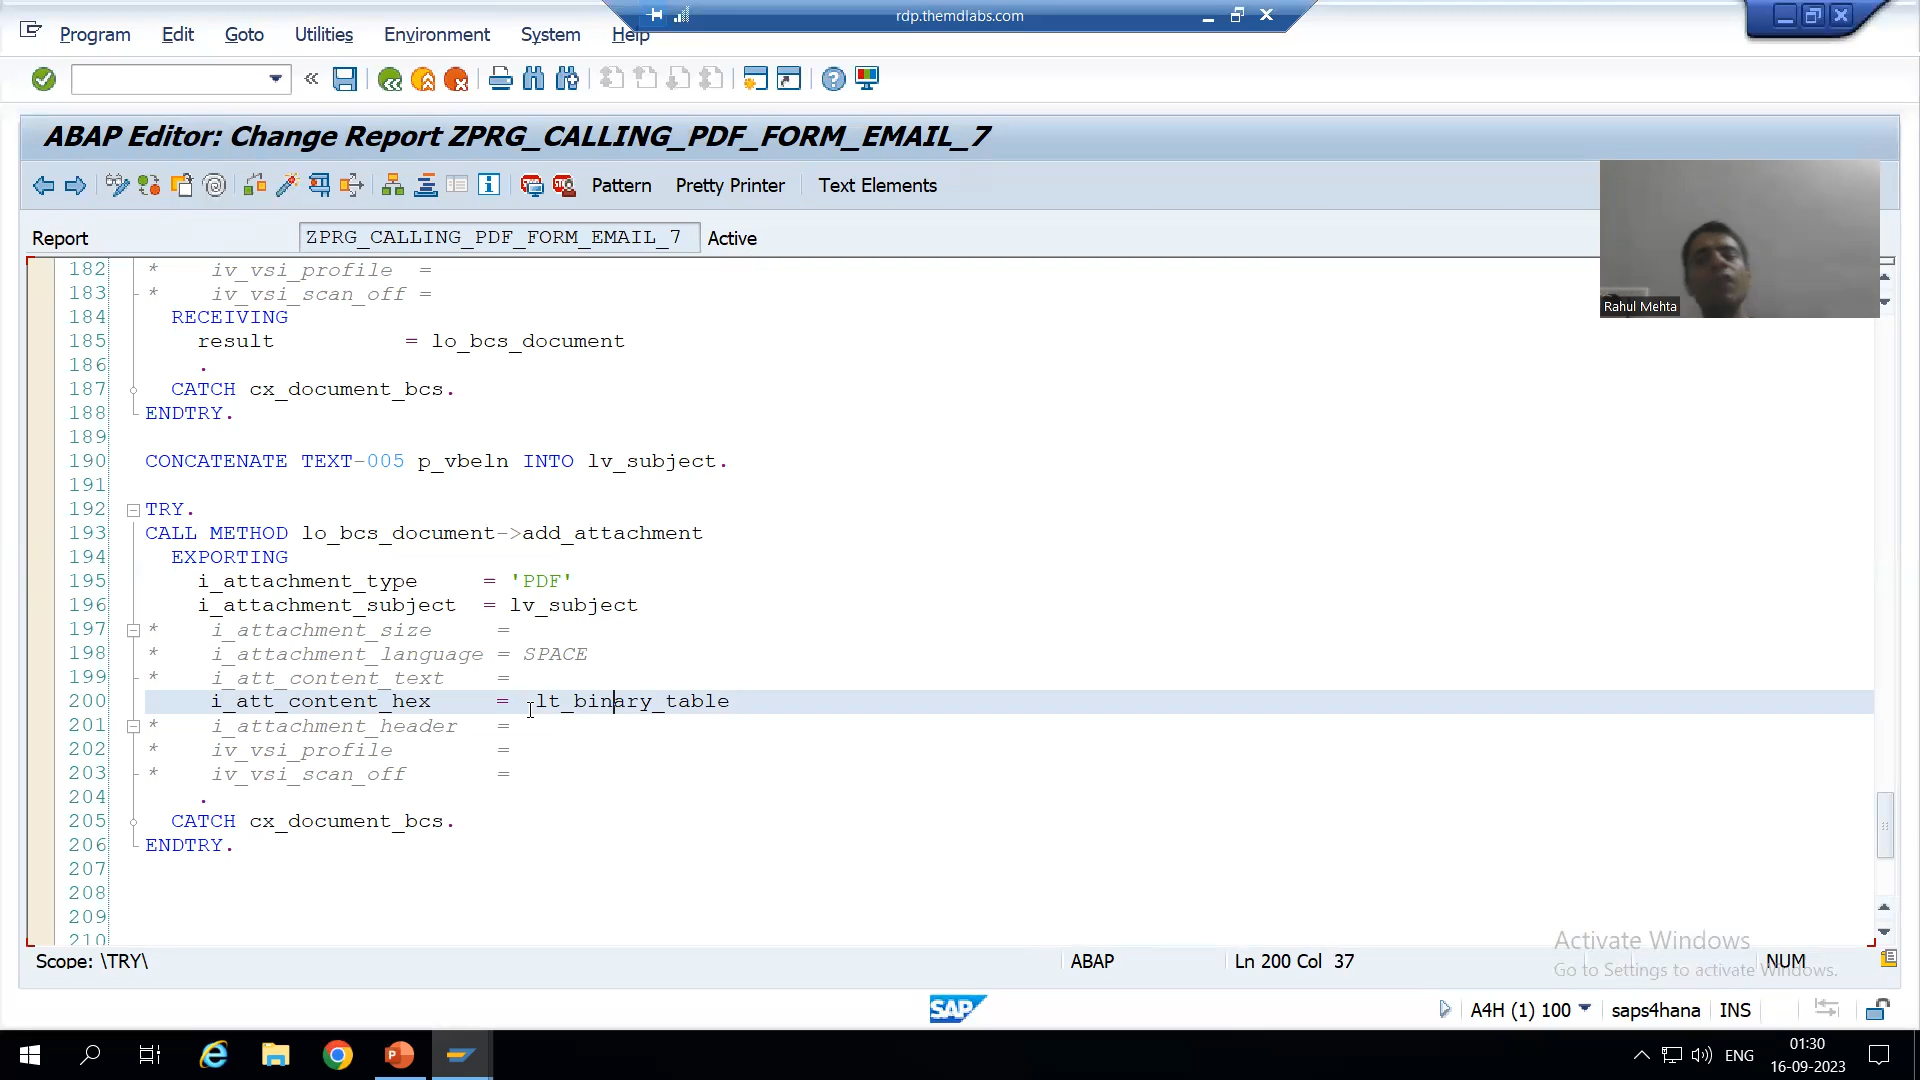 rdp.themdlabs.com
Program Edit Goto Utilities Environment System Help
ABAP Editor: Change Report ZPRG_CALLING_PDF_FORM_EMAIL_7
Pattern Pretty Printer Text Elements
Report ZPRG_CALLING_PDF_FORM_EMAIL_7 Active
Rahul Mehta
182 * iv_vsi_profile =
183 * iv_vsi_scan_off =
184 RECEIVING
185 result = lo_bcs_document
186 .
187 CATCH cx_document_bcs.
188 ENDTRY.
189
190 CONCATENATE TEXT-005 p_vbeln INTO lv_subject.
191
192 TRY.
193 CALL METHOD lo_bcs_document->add_attachment
194 EXPORTING
195 i_attachment_type = 'PDF'
196 i_attachment_subject = lv_subject
197 * i_attachment_size =
198 * i_attachment_language = SPACE
199 * i_att_content_text =
200 i_att_content_hex = lt_binary_table
201 * i_attachment_header =
202 * iv_vsi_profile =
203 * iv_vsi_scan_off =
204 .
205 CATCH cx_document_bcs.
206 ENDTRY.
207
208
209
210
Activate Windows
Go to Settings to activate Windows.
Scope: \TRY\ ABAP Ln 200 Col 37 NUM
SAP A4H (1) 100 saps4hana INS
ENG
01:30
16-09-2023